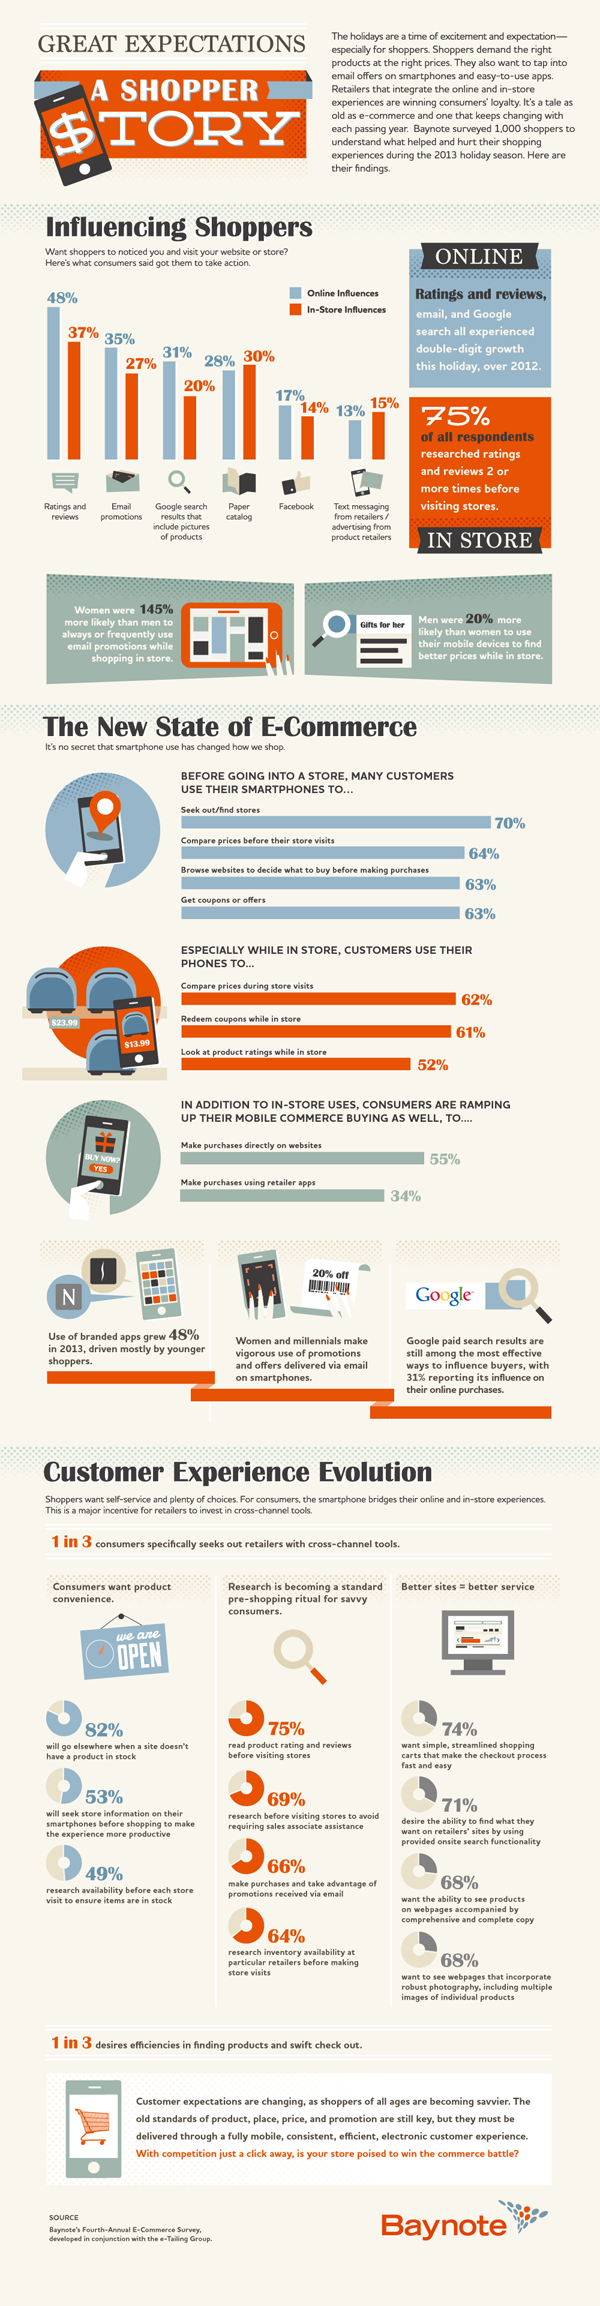 GREAT EXPECTATIONS
A SHOPPER
$TORY
The holidays are a time of excitement and expectation—
especially for shoppers. Shoppers demand the right
products at the right prices. They also want to tap into
email offers on smartphones and easy-to-use apps.
Retailers that integrate the online and in-store
experiences are winning consumers' loyalty. It's a tale as
old as e-commerce and one that keeps changing with
each passing year. Baynote surveyed 1,000 shoppers to
understand what helped and hurt their shopping
experiences during the 2013 holiday season. Here are
their findings.
Influencing Shoppers
Want shoppers to noticed you and visit your website or store?
Here's what consumers said got them to take action.
Online Influences
In-Store Influences
48%
37%
35%
27%
31%
20%
28%
30%
17%
14%
13%
15%
Ratings and
reviews
Email
promotions
Google search
results that
include pictures
of products
Paper
catalog
Facebook
Text messaging
from retailers /
advertising from
product retailers
ONLINE
Ratings and reviews,
email, and Google
search all experienced
double-digit growth
this holiday, over 2012.
75%
of all respondents
researched ratings
and reviews 2 or
more times before
visiting stores.
IN STORE
Women were 145%
more likely than men to
always or frequently use
email promotions while
shopping in store.
Gifts for her
Men were 20% more
likely than women to use
their mobile devices to find
better prices while in store.
The New State of E-Commerce
It's no secret that smartphone use has changed how we shop.
BEFORE GOING INTO A STORE, MANY CUSTOMERS
USE THEIR SMARTPHONES TO...
Seek out/find stores
70%
Compare prices before their store visits
64%
Browse websites to decide what to buy before making purchases
63%
Get coupons or offers
63%
ESPECIALLY WHILE IN STORE, CUSTOMERS USE THEIR
PHONES TO...
$23.99
$13.99
Compare prices during store visits
62%
Redeem coupons while in store
61%
Look at product ratings while in store
52%
IN ADDITION TO IN-STORE USES, CONSUMERS ARE RAMPING
UP THEIR MOBILE COMMERCE BUYING AS WELL, TO....
BUY NOW?
YES
Make purchases directly on websites
55%
Make purchases using retailer apps
34%
N
Use of branded apps grew 48%
in 2013, driven mostly by younger
shoppers.
20% off
Women and millennials make
vigorous use of promotions
and offers delivered via email
on smartphones.
Google
Google paid search results are
still among the most effective
ways to influence buyers, with
31% reporting its influence on
their online purchases.
Customer Experience Evolution
Shoppers want self-service and plenty of choices. For consumers, the smartphone bridges their online and in-store experiences.
This is a major incentive for retailers to invest in cross-channel tools.
1 in 3 consumers specifically seeks out retailers with cross-channel tools.
Consumers want product
convenience.
we are
OPEN
82%
will go elsewhere when a site doesn't
have a product in stock
53%
will seek store information on their
smartphones before shopping to make
the experience more productive
49%
research availability before each store
visit to ensure items are in stock
Research is becoming a standard
pre-shopping ritual for savvy
consumers.
75%
read product rating and reviews
before visiting stores
69%
research before visiting stores to avoid
requiring sales associate assistance
66%
make purchases and take advantage of
promotions received via email
64%
research inventory availability at
particular retailers before making
store visits
Better sites = better service
74%
want simple, streamlined shopping
carts that make the checkout process
fast and easy
71%
desire the ability to find what they
want on retailers' sites by using
provided onsite search functionality
68%
want the ability to see products
on webpages accompanied by
comprehensive and complete copy
68%
want to see webpages that incorporate
robust photography, including multiple
images of individual products
1 in 3 desires efficiencies in finding products and swift check out.
Customer expectations are changing, as shoppers of all ages are becoming savvier. The
old standards of product, place, price, and promotion are still key, but they must be
delivered through a fully mobile, consistent, efficient, electronic customer experience.
With competition just a click away, is your store poised to win the commerce battle?
SOURCE
Baynote's Fourth-Annual E-Commerce Survey,
developed in conjunction with the e-Tailing Group.
Baynote